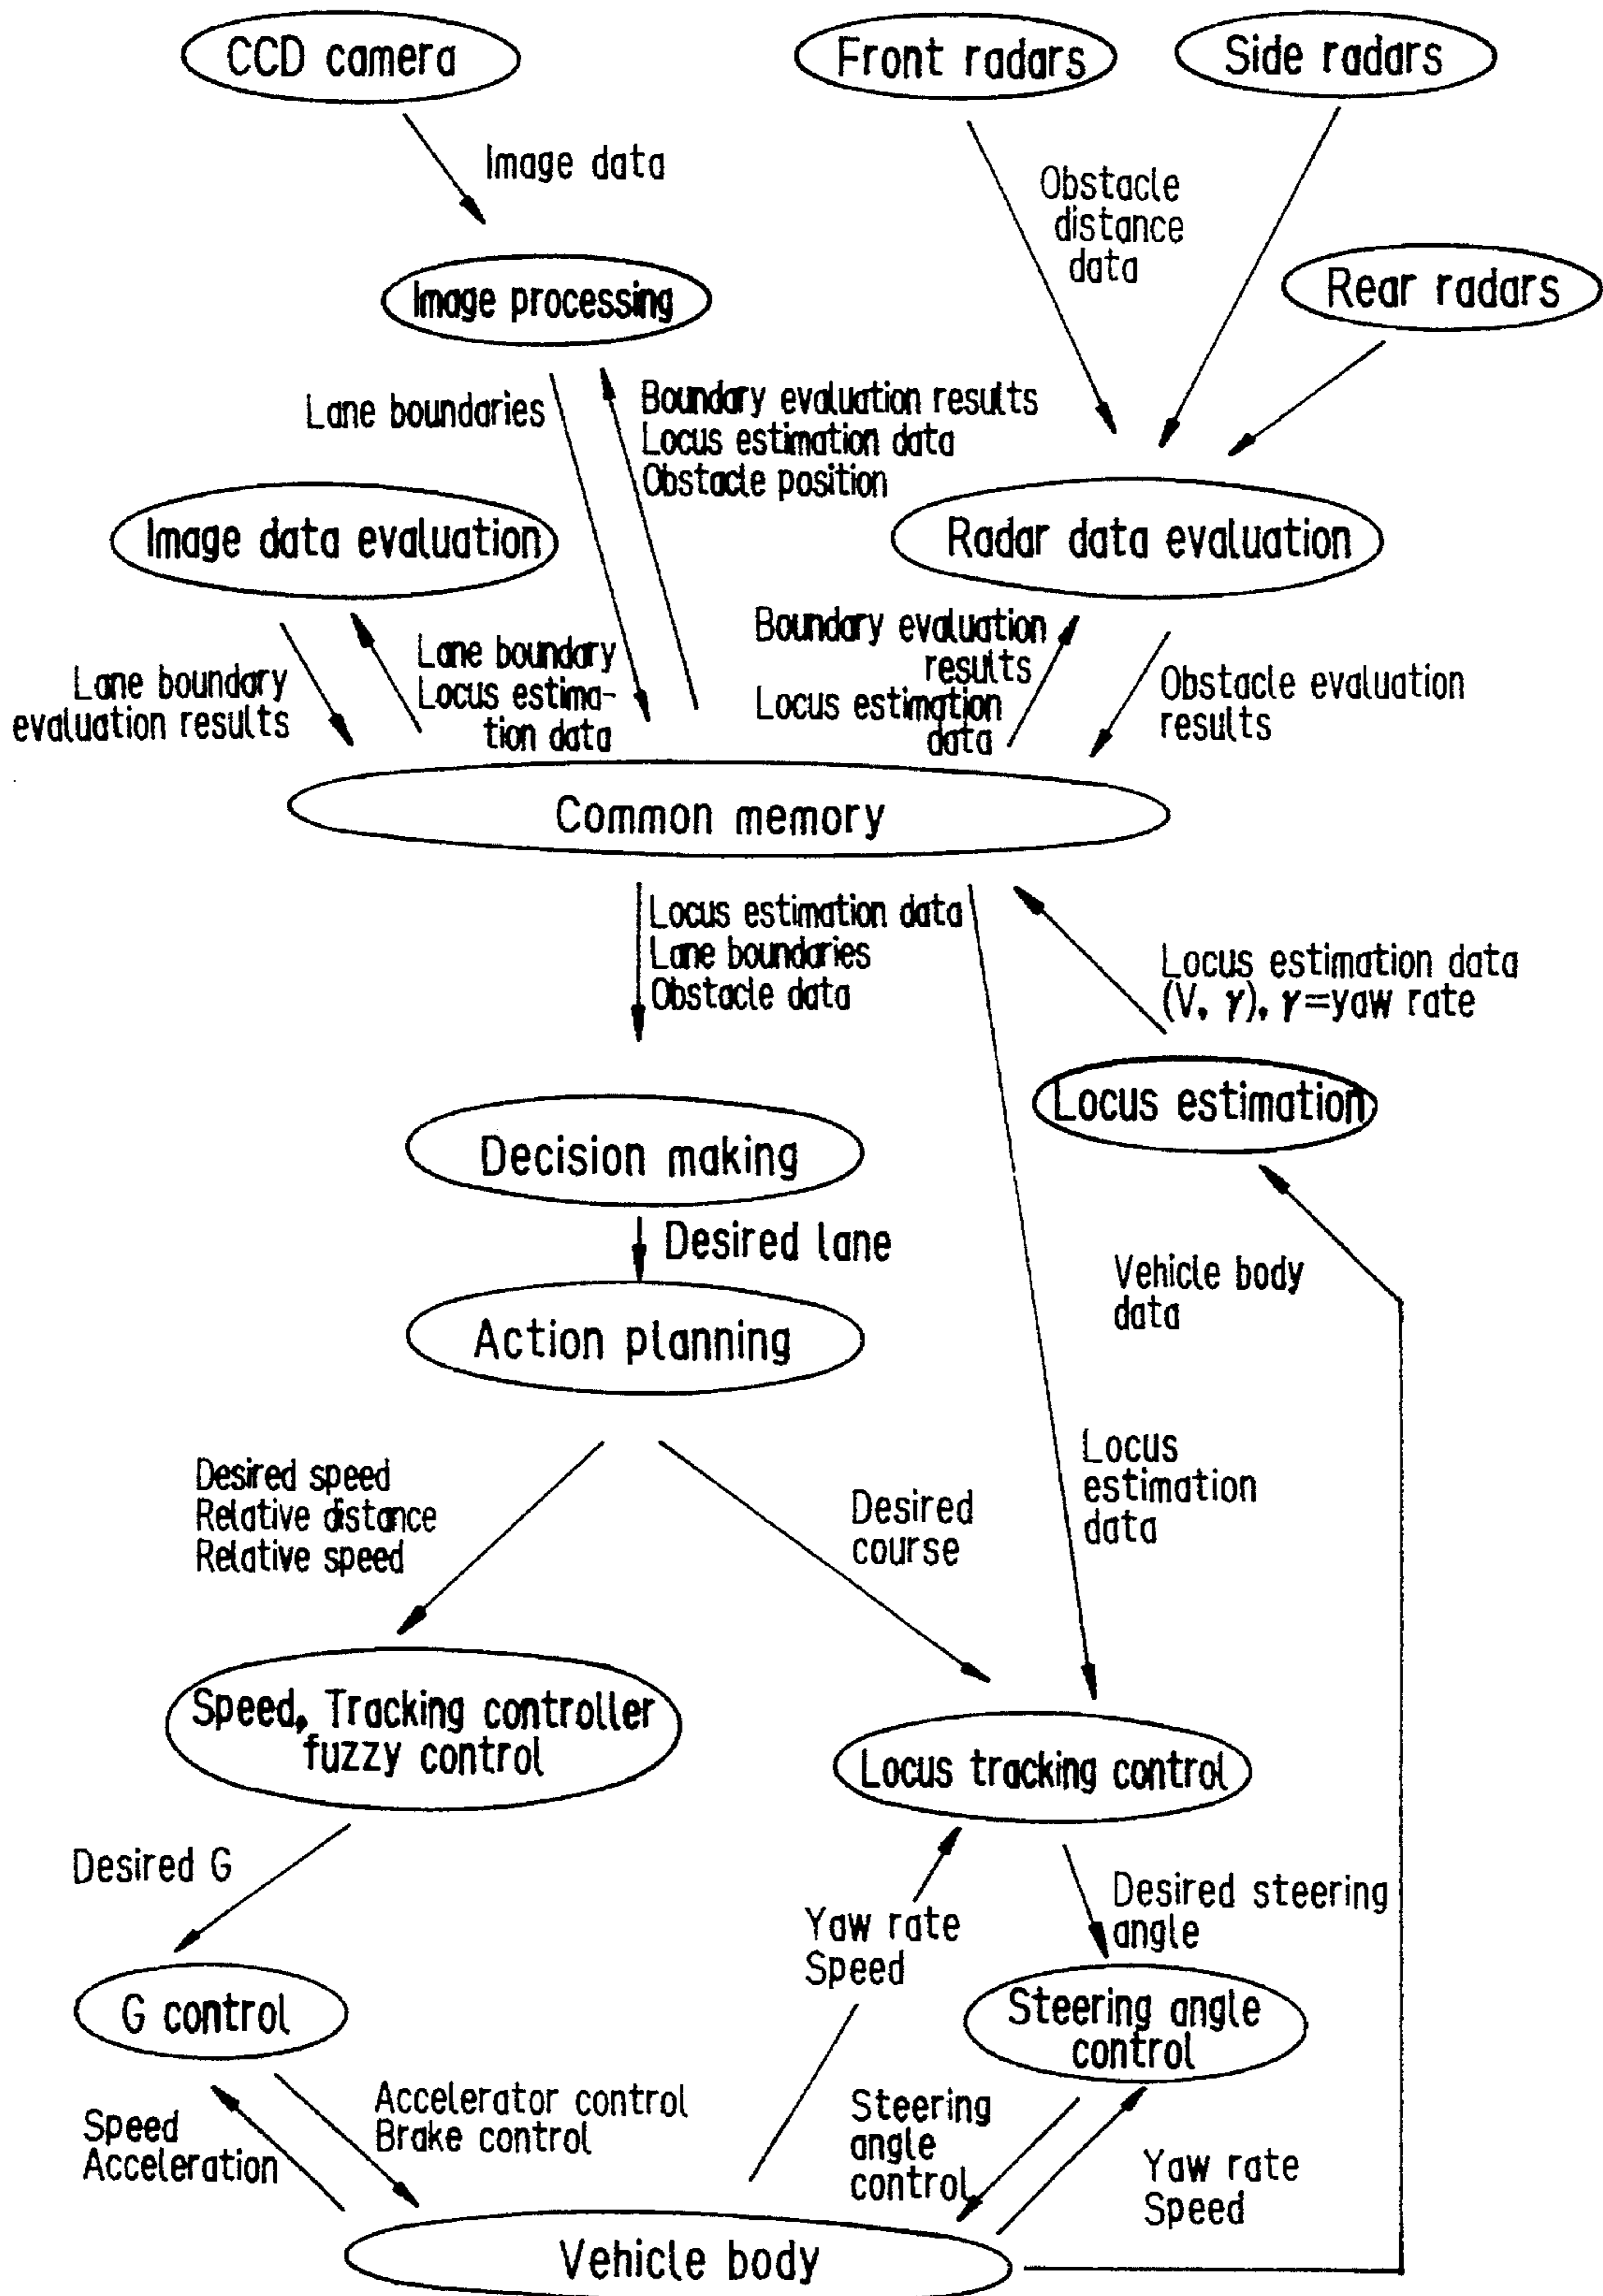 CCD camera
Front radars
Side radars
Image data
Obstacle
distance
data
Image processing
Rear radars
Lane boundaries
Boundary evaluation results
Locus estimation data
Obstacle position
Image data evaluation
Radar data evaluation
Lane boundary
evaluation results
Lane boundary
Locus estima-
tion data
Boundary evaluation
results
Locus estimation
data
Obstacle evaluation
results
Common memory
Locus estimation data
Lane boundaries
Obstacle data
Locus estimation data
(V, γ), γ=yaw rate
Locus estimation
Decision making
Desired lane
Vehicle body
data
Action planning
Desired speed
Relative distance
Relative speed
Desired
course
Locus
estimation
data
Speed, Tracking controller
fuzzy control
Locus tracking control
Desired G
Yaw rate
Speed
Desired steering
angle
G control
Steering angle
control
Speed
Acceleration
Accelerator control
Brake control
Steering
angle
control
Yaw rate
Speed
Vehicle body